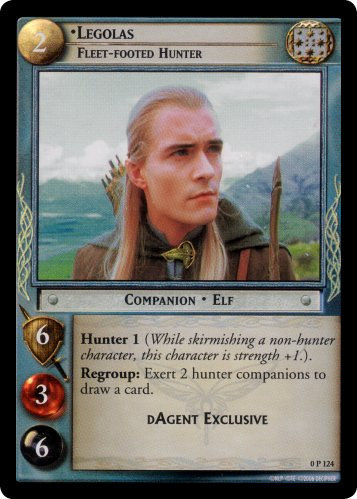 2
•Legolas
Fleet-footed Hunter
Companion • Elf
6
Hunter 1 (While skirmishing a non-hunter
character, this character is strength +1.).
3
Regroup: Exert 2 hunter companions to
draw a card.
6
dAgent Exclusive
0 P 124